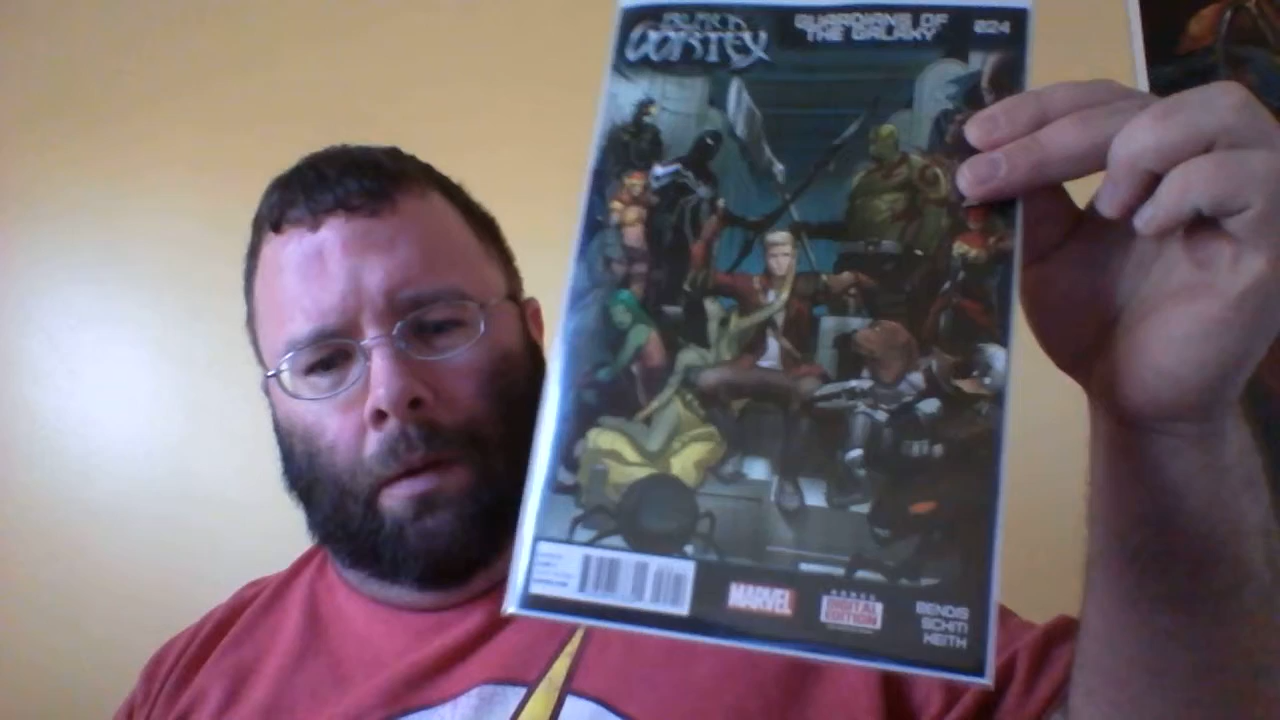 BLACK
VORTEX
GUARDIANS OF
THE GALAXY
024
MARVEL
DIGITAL
EDITION
BENDIS
SCHITI
KEITH